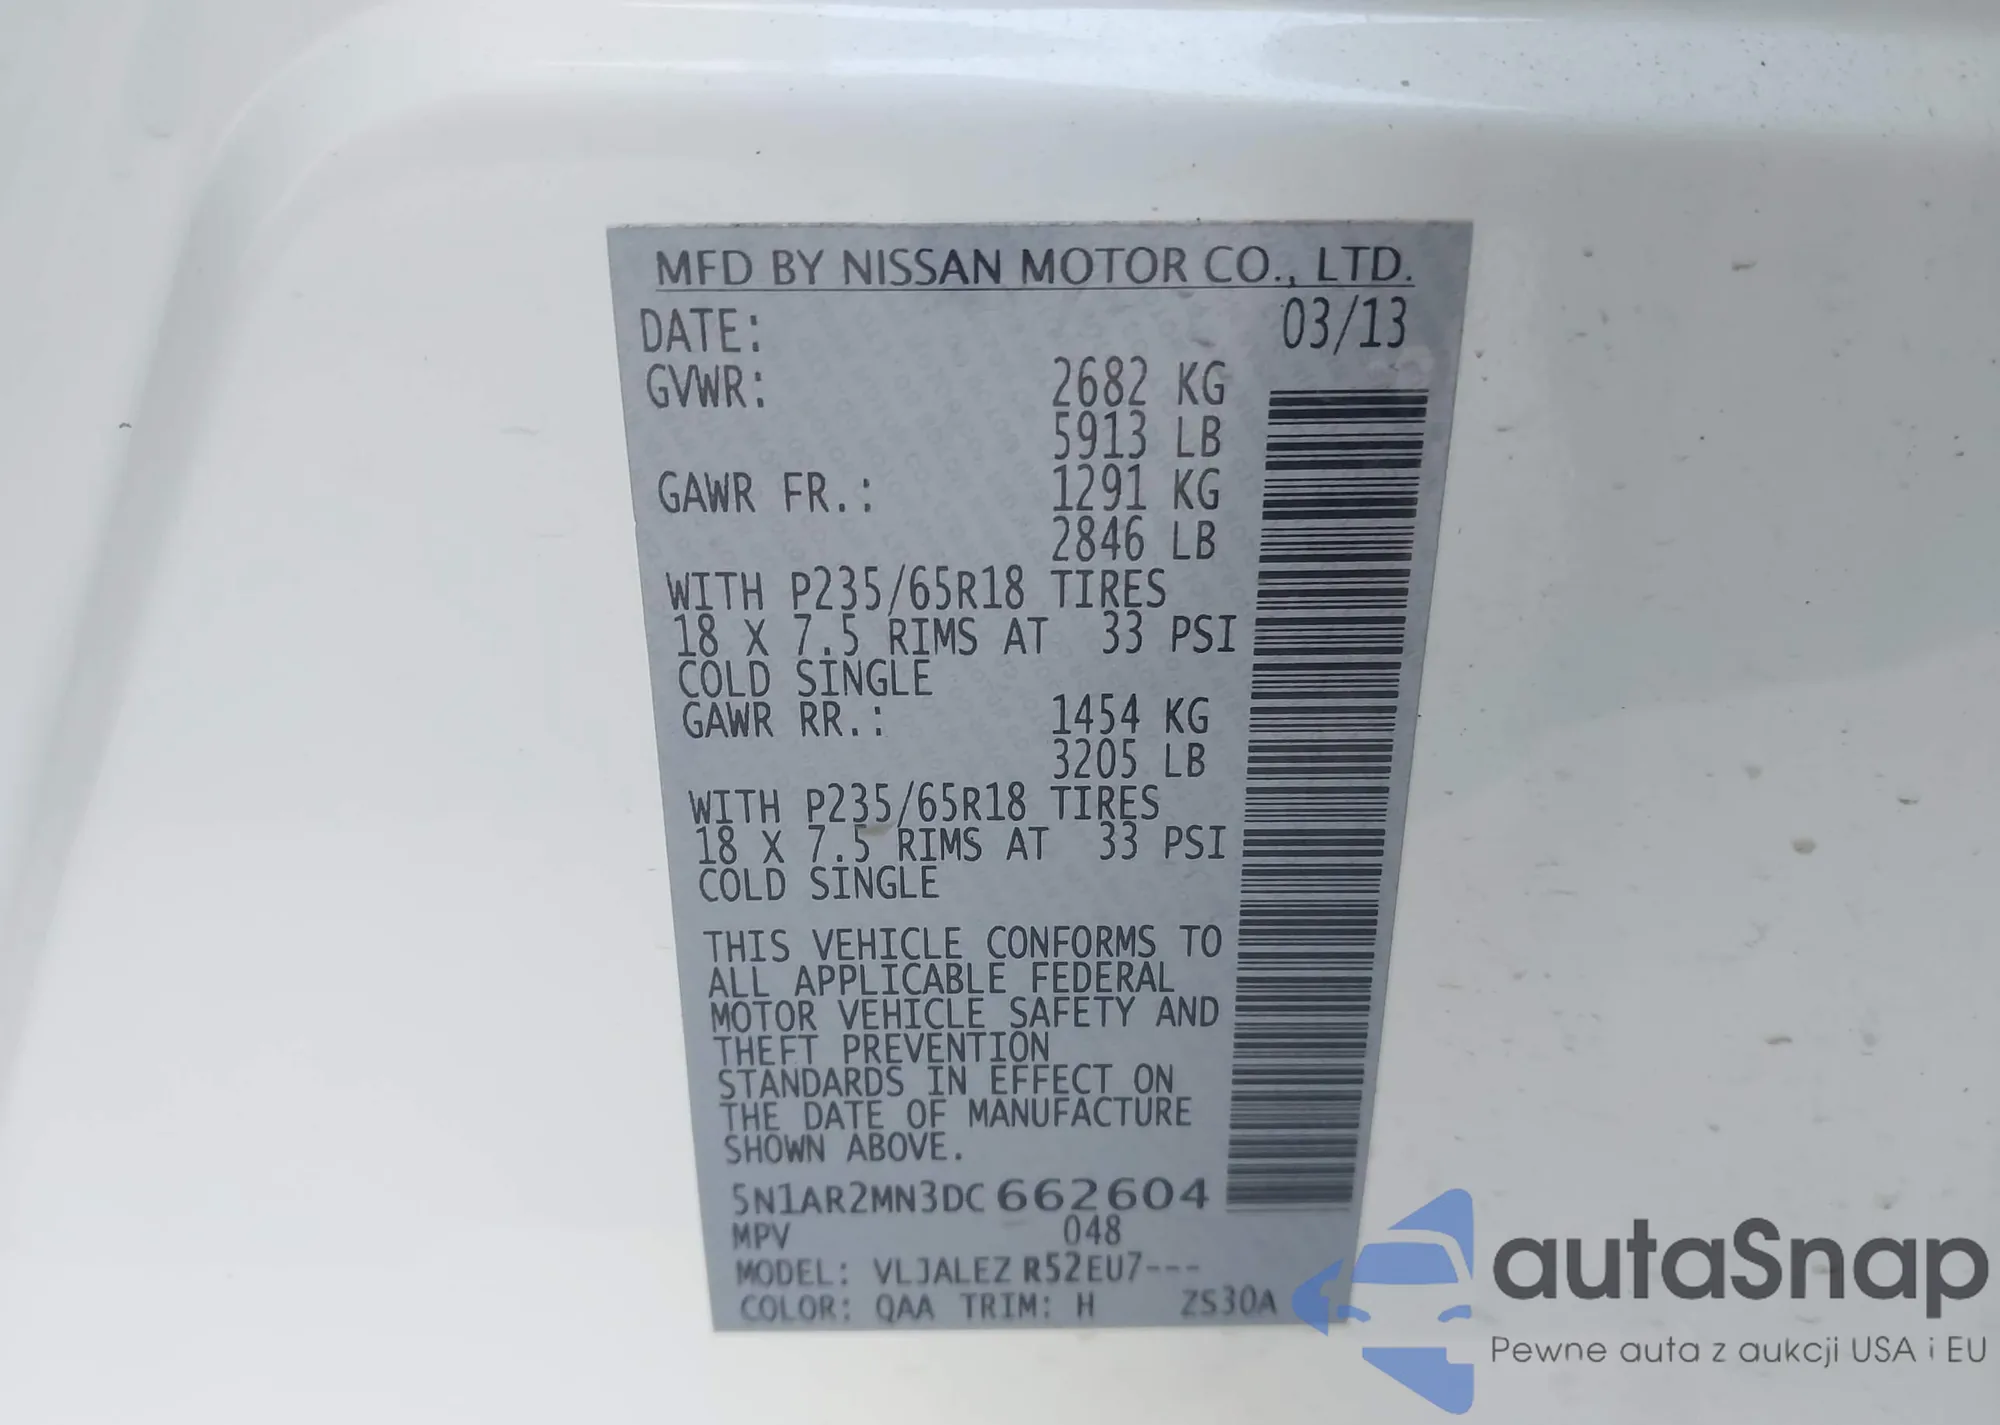 MFD BY NISSAN MOTOR CO., LTD.
DATE: 03/13
GVWR: 2682 KG
5913 LB
GAWR FR.: 1291 KG
2846 LB
WITH P235/65R18 TIRES
18 X 7.5 RIMS AT 33 PSI
COLD SINGLE
GAWR RR.: 1454 KG
3205 LB
WITH P235/65R18 TIRES
18 X 7.5 RIMS AT 33 PSI
COLD SINGLE
THIS VEHICLE CONFORMS TO
ALL APPLICABLE FEDERAL
MOTOR VEHICLE SAFETY AND
THEFT PREVENTION
STANDARDS IN EFFECT ON
THE DATE OF MANUFACTURE
SHOWN ABOVE.
5N1AR2MN3DC662604
MPV 048
MODEL: VLJALEZ R52EU7---
COLOR: QAA TRIM: H ZS30A
autaSnap
Pewne auta z aukcji USA i EU